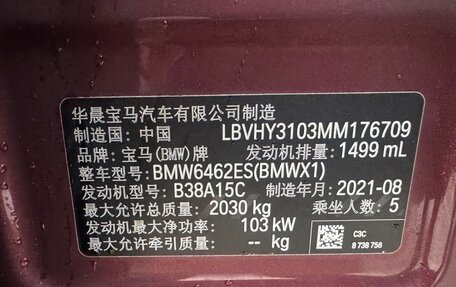 华晨宝马汽车有限公司制造
制造国: 中国 LBVHY3103MM176709
品牌: 宝马(BMW)牌 发动机排量: 1499 mL
整车型号: BMW6462ES(BMWX1)
发动机型号: B38A15C 制造年月 2021-08
最大允许总质量: 2030 kg 乘坐人数: 5
发动机最大净功率: 103 kW
最大允许牵引质量: -- kg
C3C
8 738 756